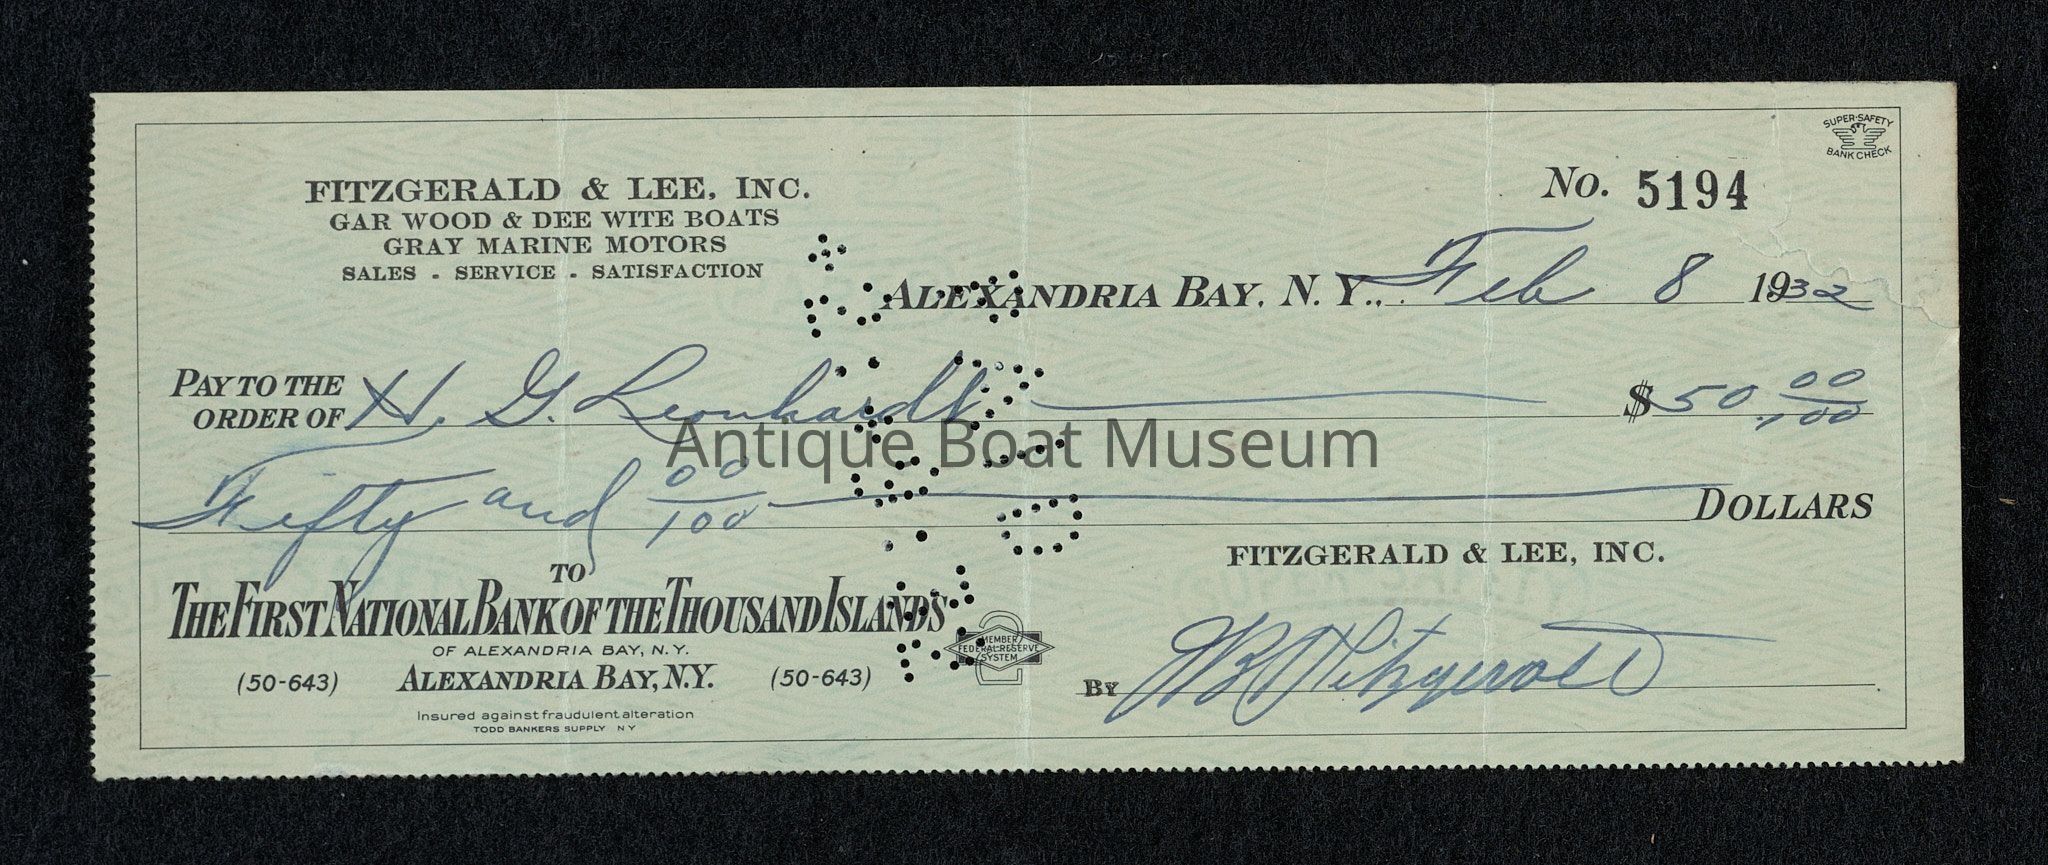 SUPER-SAFETY
BANK CHECK
FITZGERALD & LEE, INC.
GAR WOOD & DEE WITE BOATS
GRAY MARINE MOTORS
SALES - SERVICE - SATISFACTION
No. 5194
ALEXANDRIA BAY, N. Y., Feb 8 1932
PAY TO THE
ORDER OF H. G. Leonhardt $50 00/100
Antique Boat Museum
Fifty and 00/100 DOLLARS
FITZGERALD & LEE, INC.
TO
THE FIRST NATIONAL BANK OF THE THOUSAND ISLANDS
OF ALEXANDRIA BAY, N.Y.
(50-643) ALEXANDRIA BAY, N.Y. (50-643)
MEMBER
FEDERAL RESERVE
SYSTEM
BY Fitzgerald
Insured against fraudulent alteration
TODD BANKERS SUPPLY NY